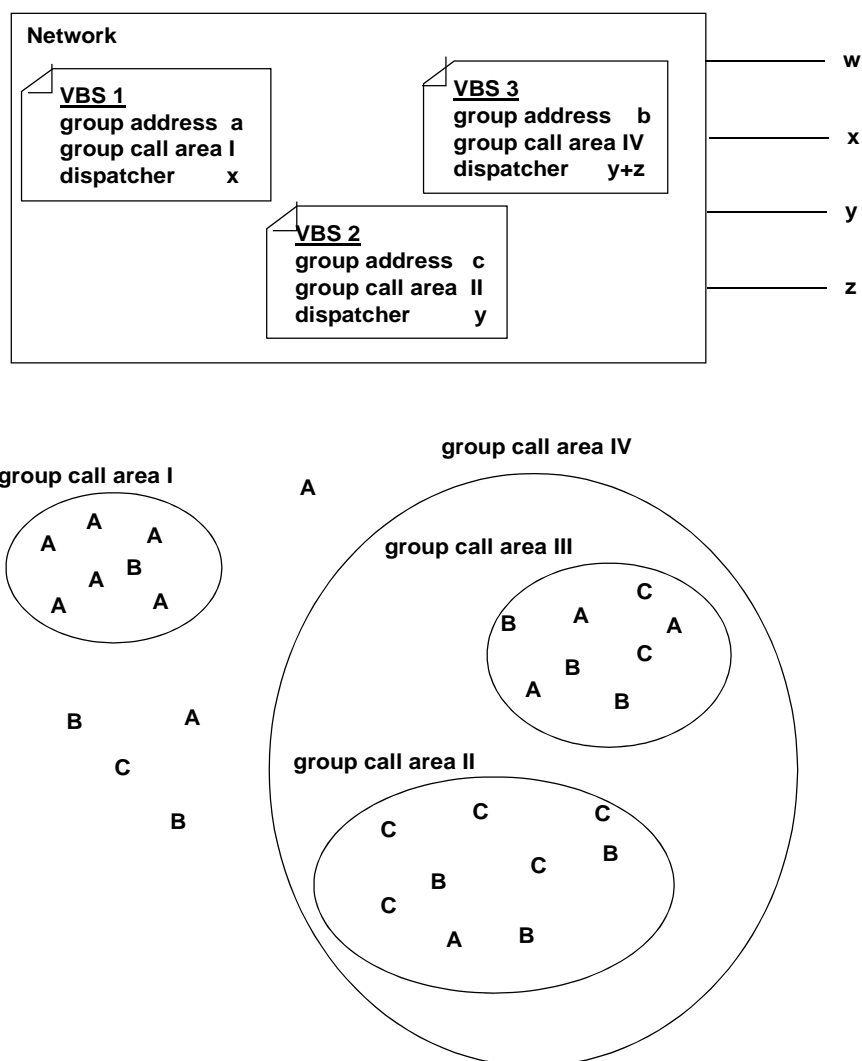 Network
VBS 1
group address a
group call area I
dispatcher x
VBS 3
group address b
group call area IV
dispatcher y+z
VBS 2
group address c
group call area II
dispatcher y
w
x
y
z
group call area IV
group call area I
A
A
A
A
A
B
A
A
group call area III
C
B
A
A
C
B
A
B
B
A
C
B
group call area II
C
C
C
B
C
B
C
A
B